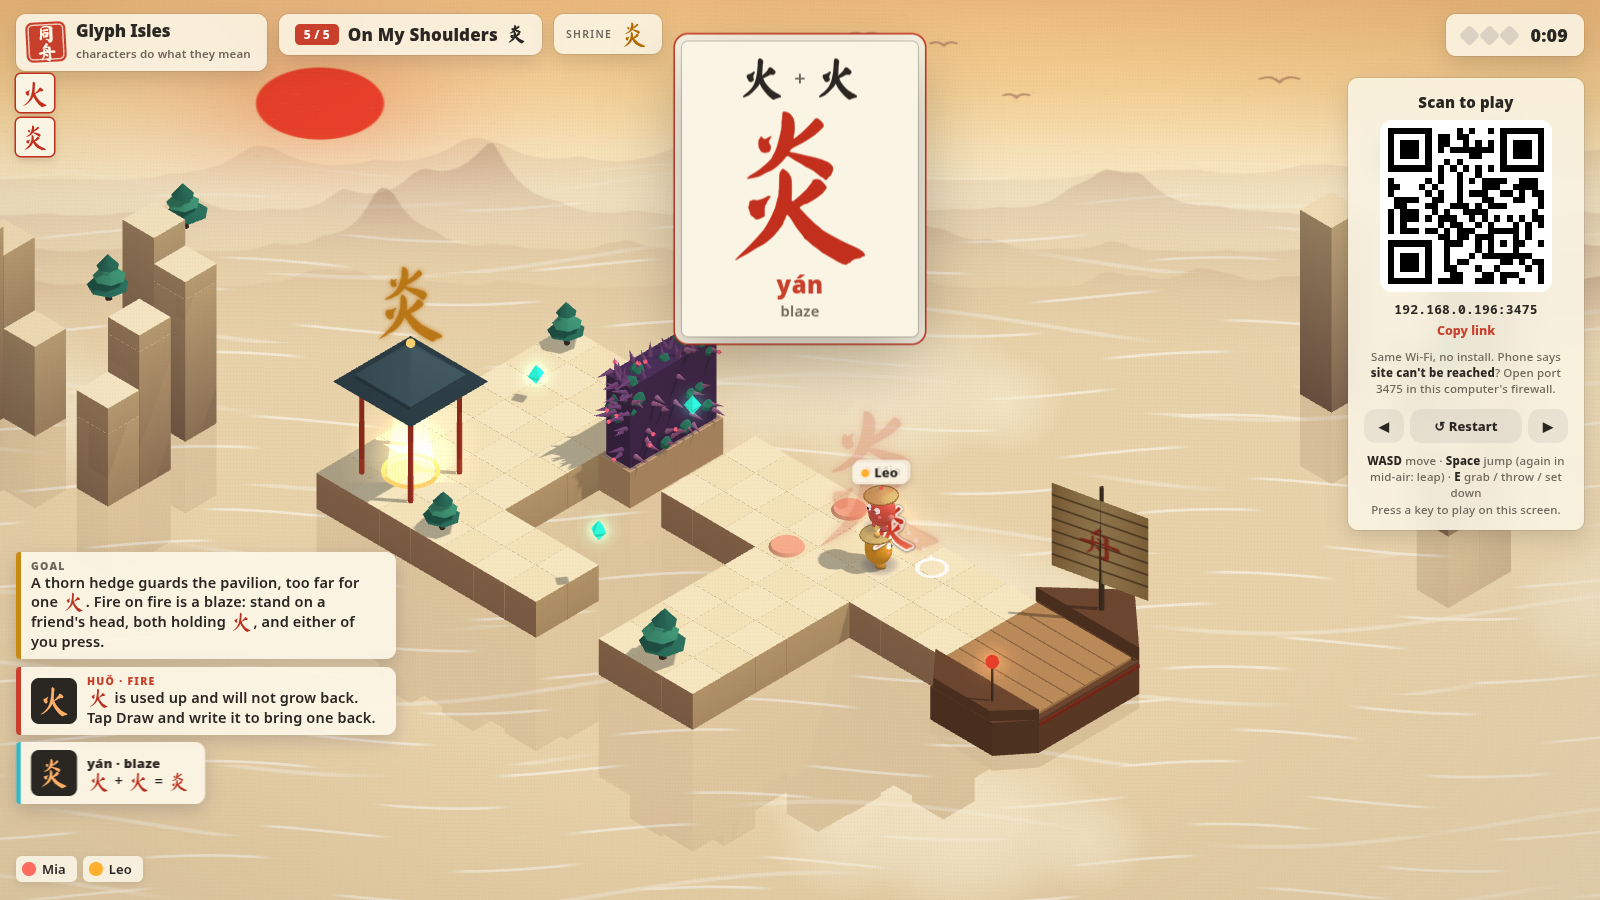 同舟
Glyph Isles
characters do what they mean
5 / 5 On My Shoulders 炎
SHRINE 炎
0:09
火
炎
火 + 火
炎
yán
blaze
炎
炎
Leo
炎
舟
Scan to play
192.168.0.196:3475
Copy link
Same Wi-Fi, no install. Phone says
site can't be reached? Open port
3475 in this computer's firewall.
◀ ↺ Restart ▶
WASD move · Space jump (again in
mid-air: leap) · E grab / throw / set
down
Press a key to play on this screen.
GOAL
A thorn hedge guards the pavilion, too far for
one 火. Fire on fire is a blaze: stand on a
friend's head, both holding 火, and either of
you press.
火
HUǑ · FIRE
火 is used up and will not grow back.
Tap Draw and write it to bring one back.
炎
yán · blaze
火 + 火 = 炎
Mia
Leo